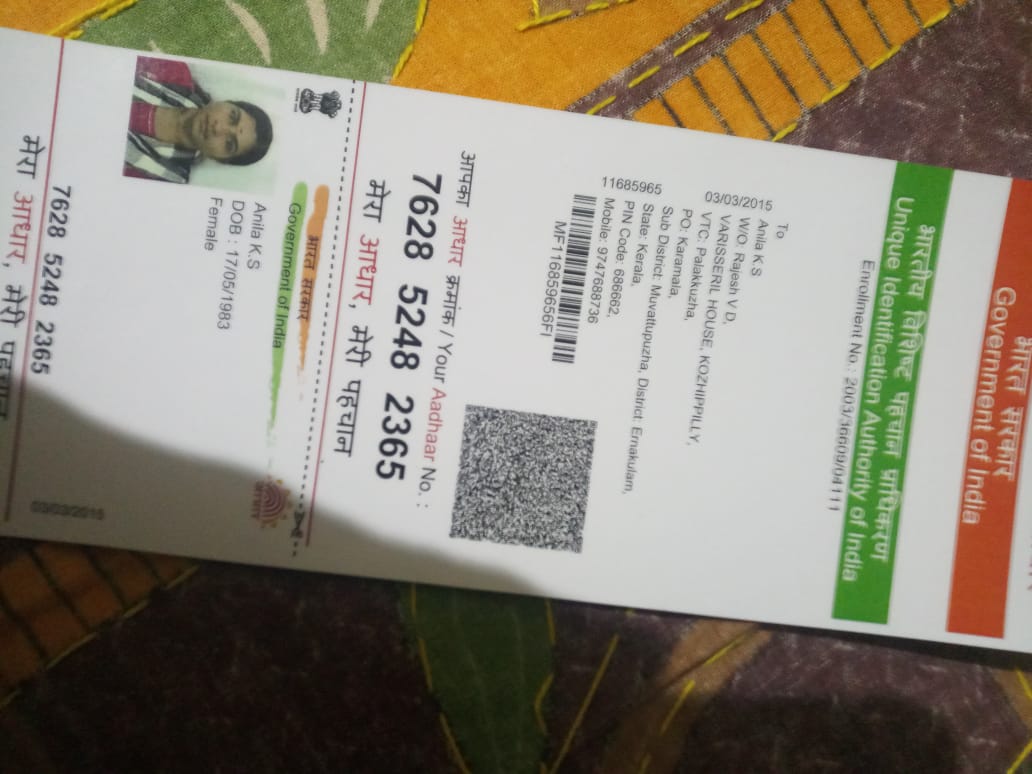 भारत सरकार
Government of India
भारतीय विशिष्ट पहचान प्राधिकरण
Unique Identification Authority of India
Enrollment No.: 2003/36609/04111
To
Anila K.S
W/O. Rajesh V D,
VARISSERIL HOUSE, KOZHIPPILLY,
VTC: Palakkuzha,
PO: Karamala,
Sub District: Muvattupuzha, District: Ernakulam,
State: Kerala,
PIN Code: 686662,
Mobile: 9747688736
03/03/2015
11685965
MF116859656FI
आपका आधार क्रमांक / Your Aadhaar No. :
7628 5248 2365
मेरा आधार, मेरी पहचान
भारत सरकार
Government of India
Anila K.S
DOB : 17/05/1983
Female
03/03/2015
7628 5248 2365
मेरा आधार, मेरी पहचान